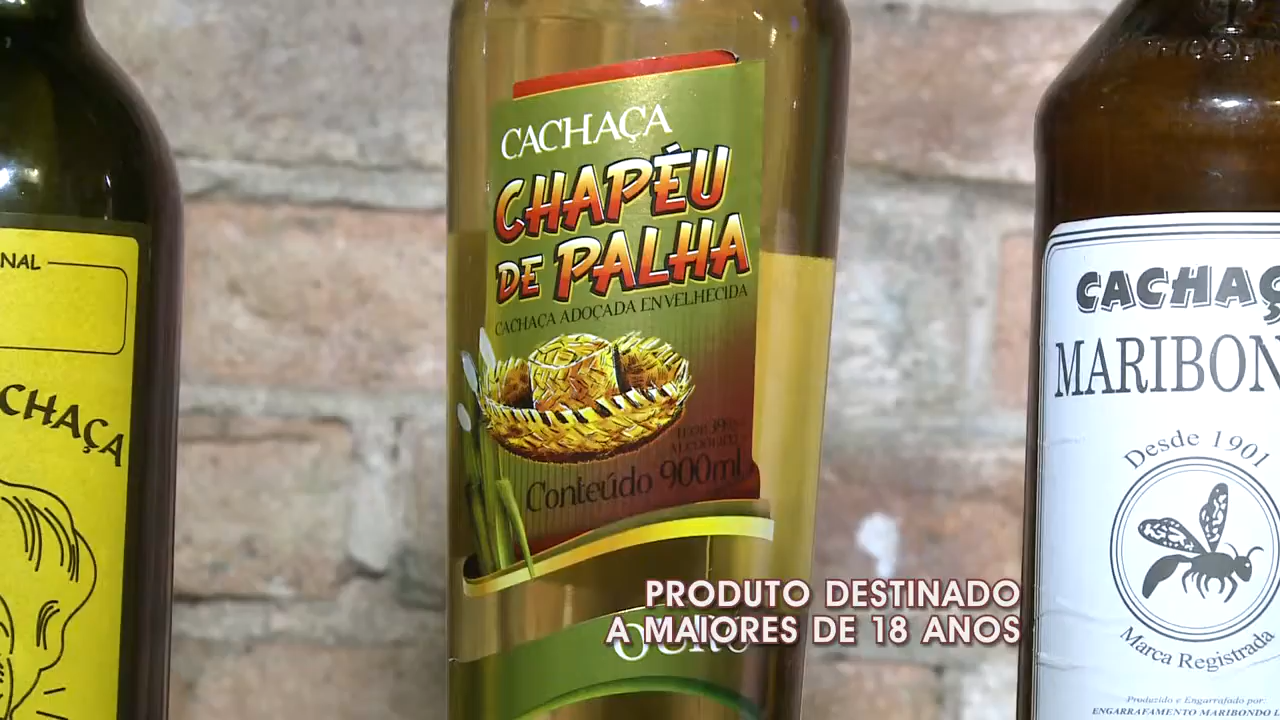 NAL
CHAÇA
CACHAÇA
CHAPÉU
DE PALHA
CACHAÇA ADOÇADA ENVELHECIDA
Conteúdo 900ml
OURO
PRODUTO DESTINADO
A MAIORES DE 18 ANOS
CACHAÇ
MARIBON
Desde 1901
Marca Registrada
Produzido e Engarrafado por:
ENGARRAFAMENTO MARIBONDO L